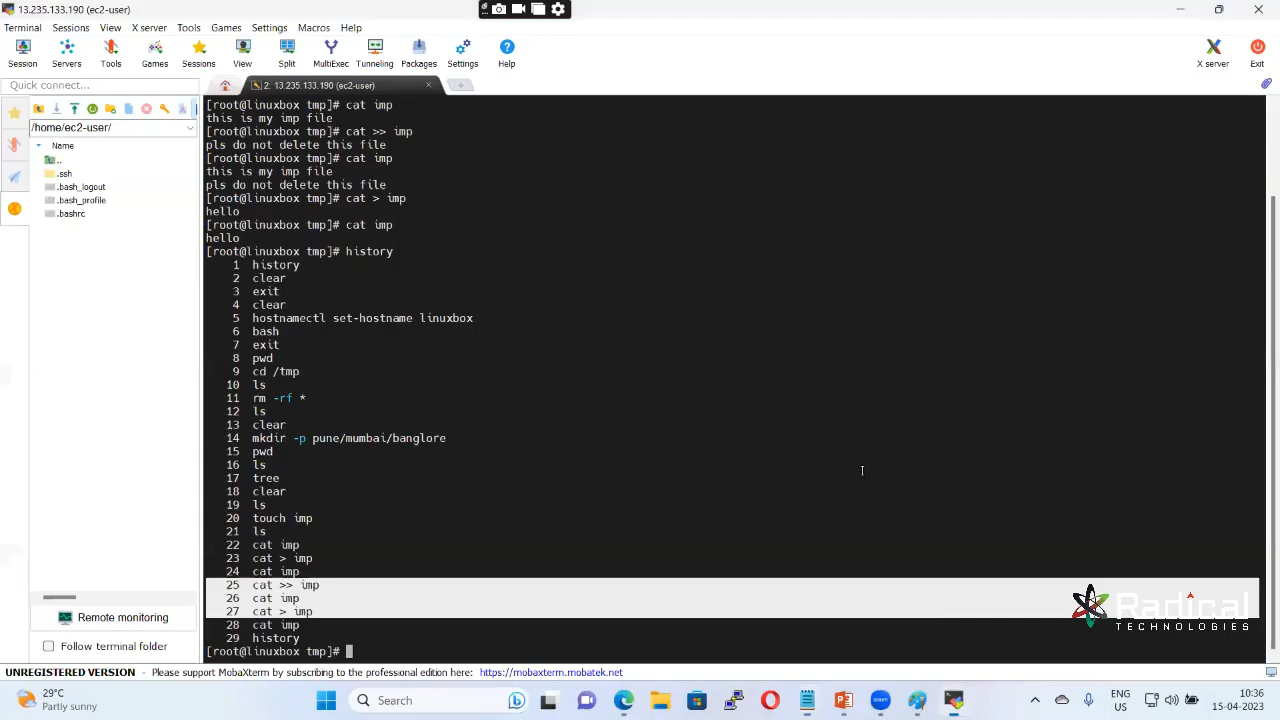 13.235.133.190 (ec2-user)
Terminal Sessions View X server Tools Games Settings Macros Help
Session Servers Tools Games Sessions View Split MultiExec Tunneling Packages Settings Help X server Exit
Quick connect...
2. 13.235.133.190 (ec2-user)
/home/ec2-user/
Name
..
.ssh
.bash_logout
.bash_profile
.bashrc
Remote monitoring
Follow terminal folder
[root@linuxbox tmp]# cat imp
this is my imp file
[root@linuxbox tmp]# cat >> imp
pls do not delete this file
[root@linuxbox tmp]# cat imp
this is my imp file
pls do not delete this file
[root@linuxbox tmp]# cat > imp
hello
[root@linuxbox tmp]# cat imp
hello
[root@linuxbox tmp]# history
1 history
2 clear
3 exit
4 clear
5 hostnamectl set-hostname linuxbox
6 bash
7 exit
8 pwd
9 cd /tmp
10 ls
11 rm -rf *
12 ls
13 clear
14 mkdir -p pune/mumbai/banglore
15 pwd
16 ls
17 tree
18 clear
19 ls
20 touch imp
21 ls
22 cat imp
23 cat > imp
24 cat imp
25 cat >> imp
26 cat imp
27 cat > imp
28 cat imp
29 history
[root@linuxbox tmp]#
Radical
TECHNOLOGIES
UNREGISTERED VERSION - Please support MobaXterm by subscribing to the professional edition here: https://mobaxterm.mobatek.net
29°C
Partly sunny
Search
zoom
ENG
US
10:36
15-04-2023